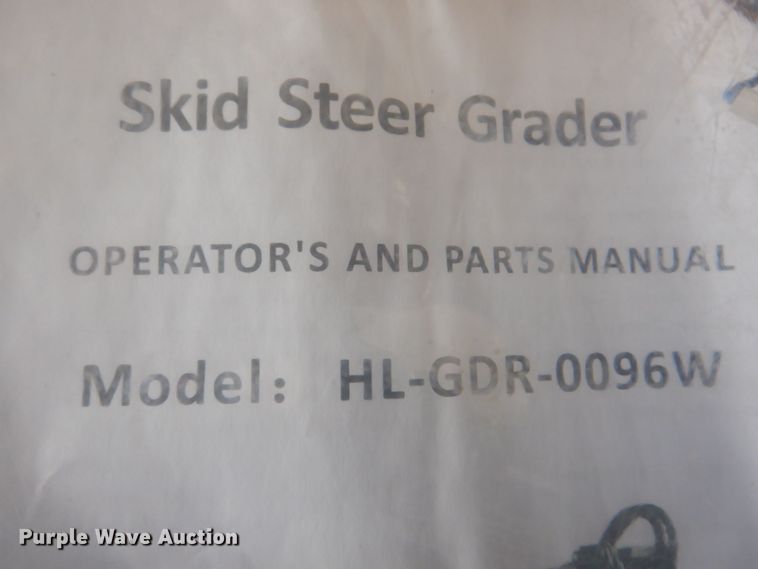 Skid Steer Grader
OPERATOR'S AND PARTS MANUAL
Model: HL-GDR-0096W
Purple Wave Auction